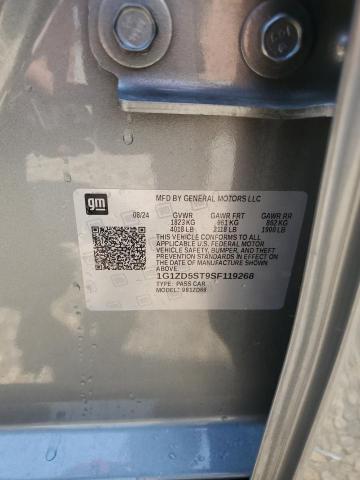 gm
MFD BY GENERAL MOTORS LLC
08/24 GVWR GAWR FRT GAWR RR
1823 KG 961 KG 862 KG
4018 LB 2118 LB 1900 LB
THIS VEHICLE CONFORMS TO ALL
APPLICABLE U.S. FEDERAL MOTOR
VEHICLE SAFETY, BUMPER, AND THEFT
PREVENTION STANDARDS IN EFFECT ON
THE DATE OF MANUFACTURE SHOWN
ABOVE.
1G1ZD5ST9SF119268
TYPE: PASS CAR
MODEL: